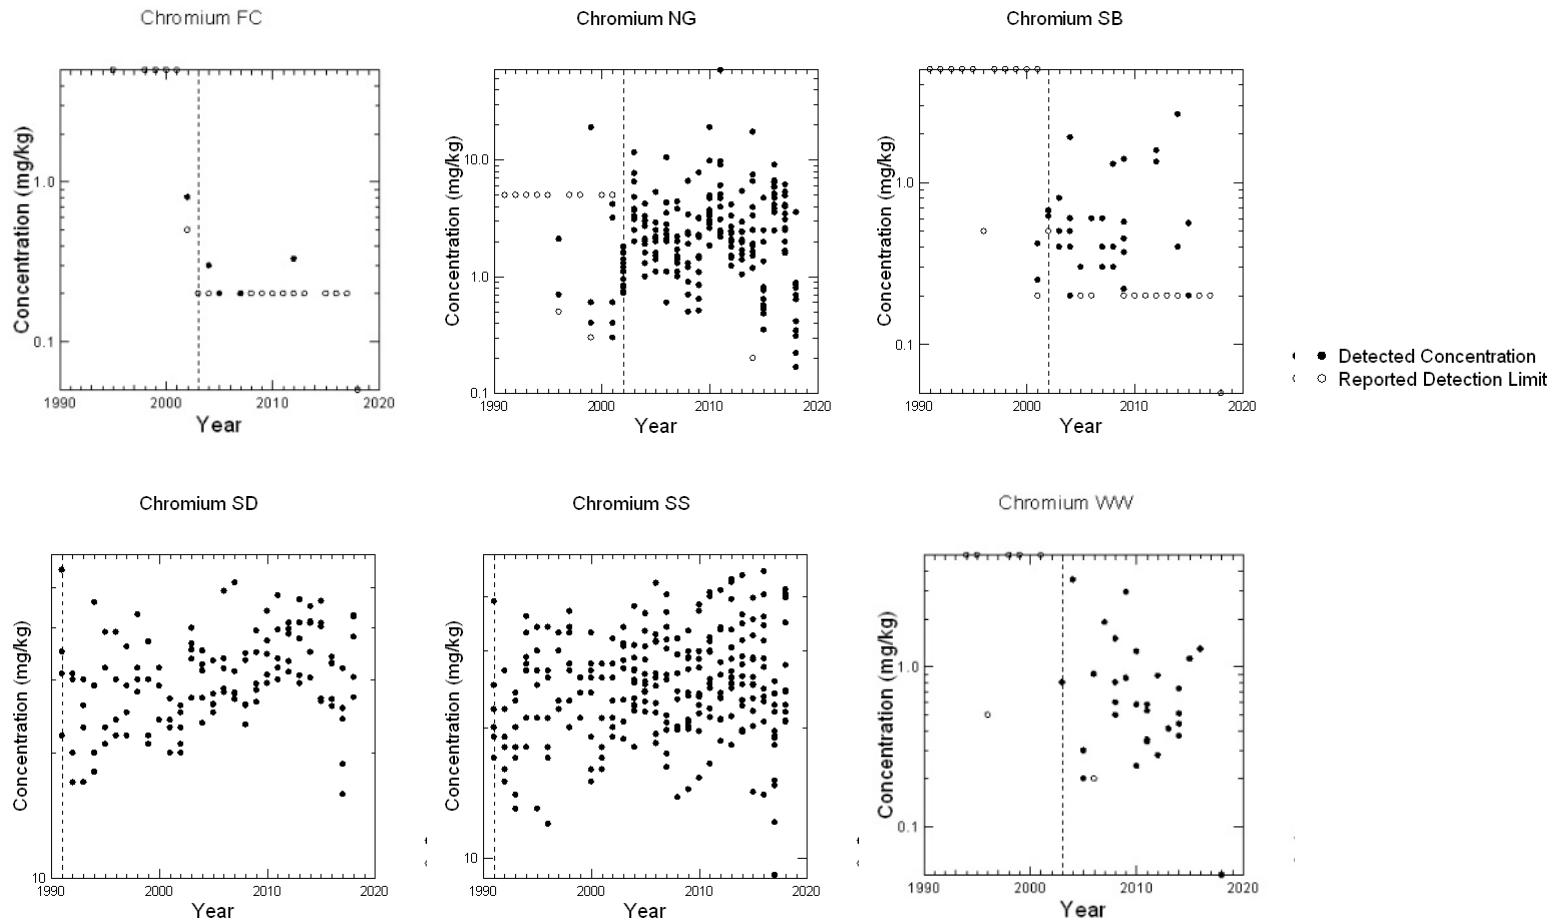 Chromium FC
Chromium NG
Chromium SB
Concentration (mg/kg)
1.0
0.1
1990
2000
2010
2020
Year
Concentration (mg/kg)
10.0
1.0
0.1
1990
2000
2010
2020
Year
Concentration (mg/kg)
1.0
0.1
1990
2000
2010
2020
Year
Detected Concentration
Reported Detection Limit
Chromium SD
Chromium SS
Chromium WW
Concentration (mg/kg)
10
1990
2000
2010
2020
Year
Concentration (mg/kg)
10
1990
2000
2010
2020
Year
Concentration (mg/kg)
1.0
0.1
1990
2000
2010
2020
Year